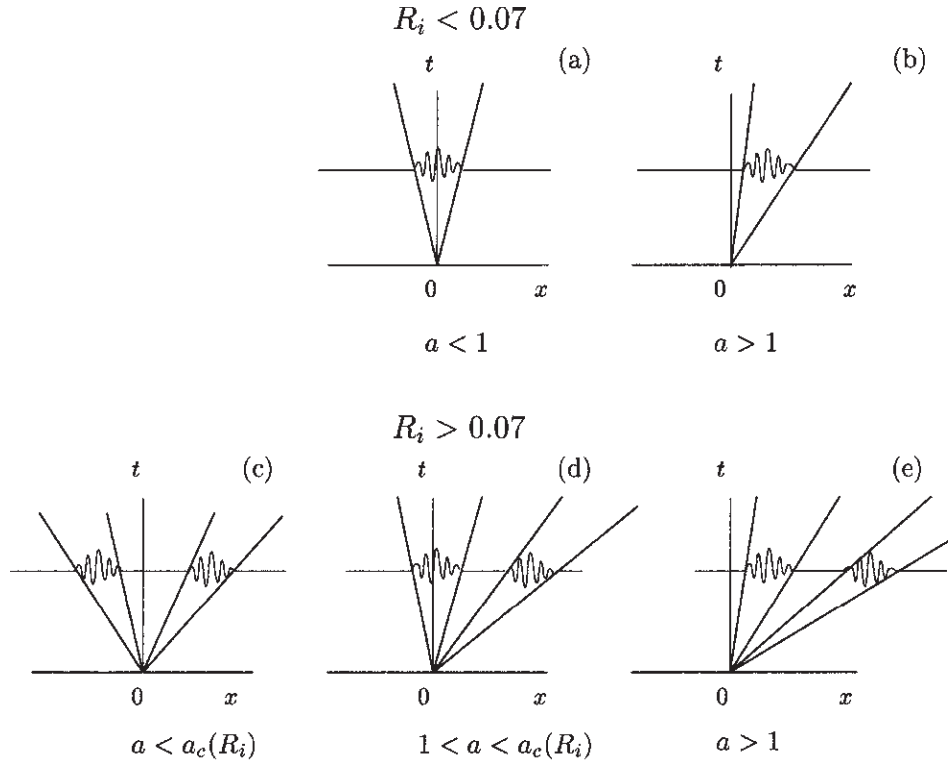 R_i < 0.07
t (a) t (b)
0 x 0 x
a < 1 a > 1
R_i > 0.07
t (c) t (d) t (e)
0 x 0 x 0 x
a < a_c(R_i) 1 < a < a_c(R_i) a > 1